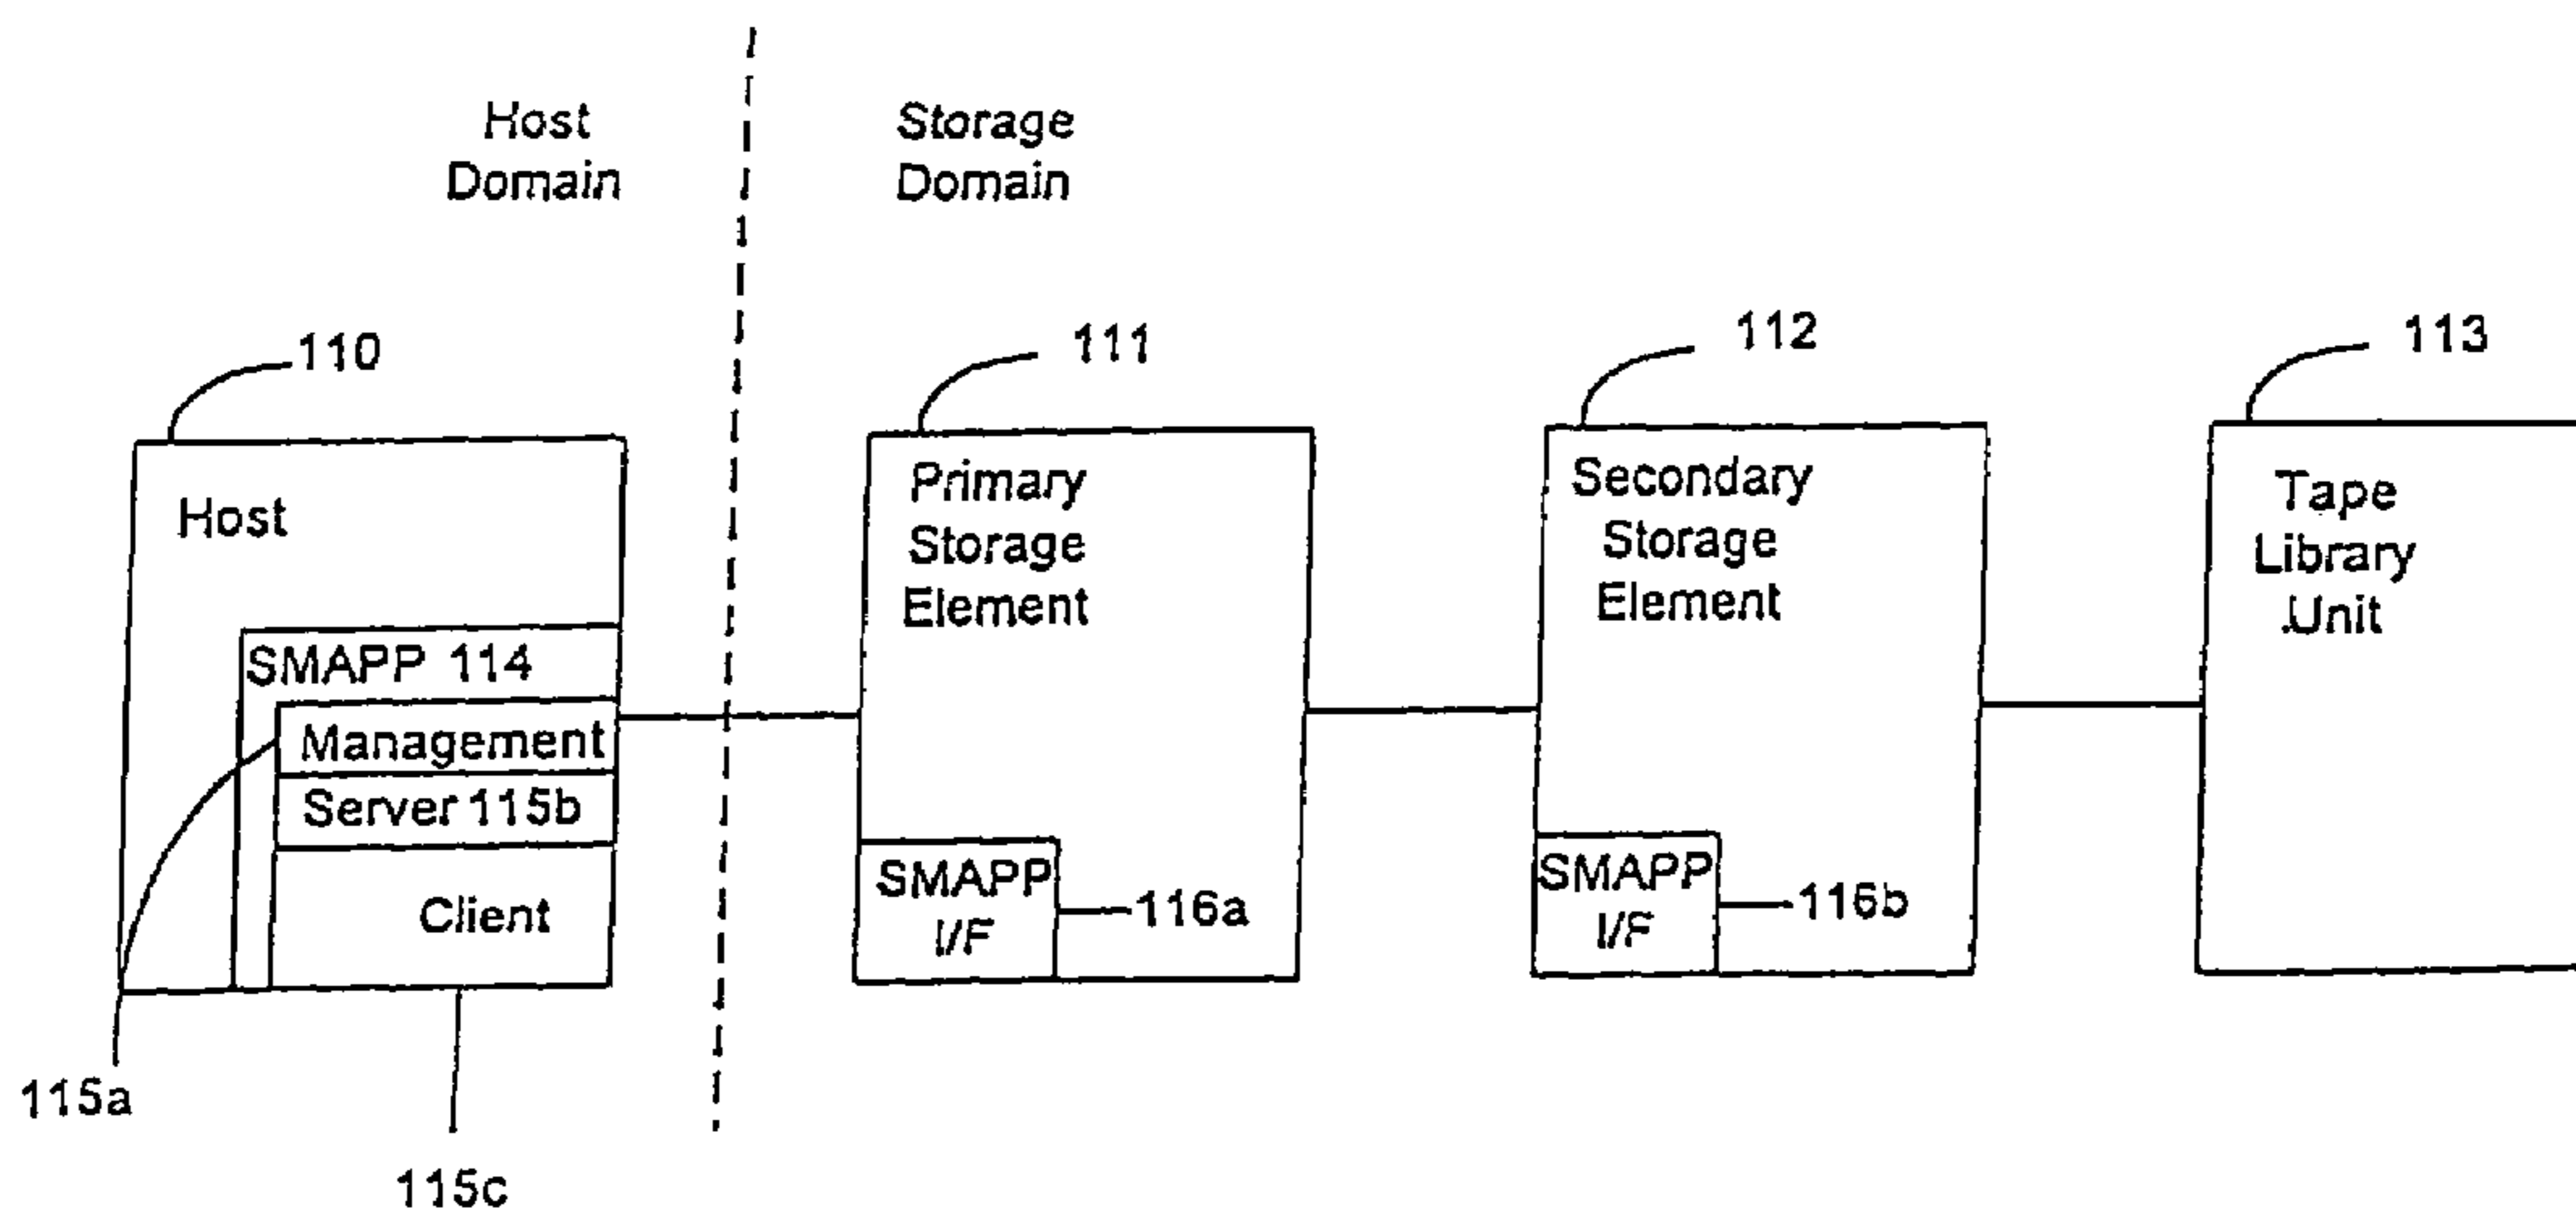 Host
Domain
Storage
Domain
110
111
112
113
Host
Primary
Storage
Element
Secondary
Storage
Element
Tape
Library
Unit
SMAPP 114
Management
Server 115b
Client
SMAPP
I/F
116a
SMAPP
I/F
116b
115a
115c